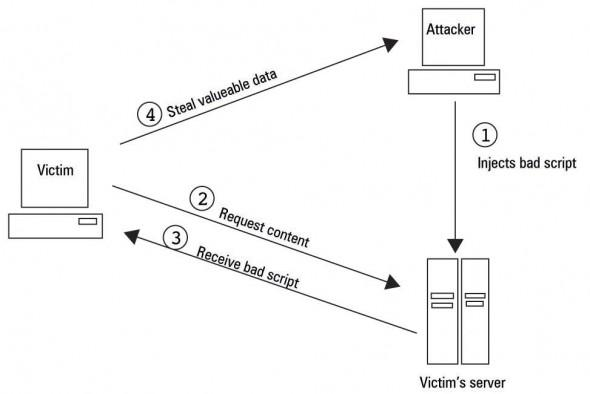 Attacker
4
Steal valueable data
1
Injects bad script
Victim
2
Request content
3
Receive bad script
Victim's server